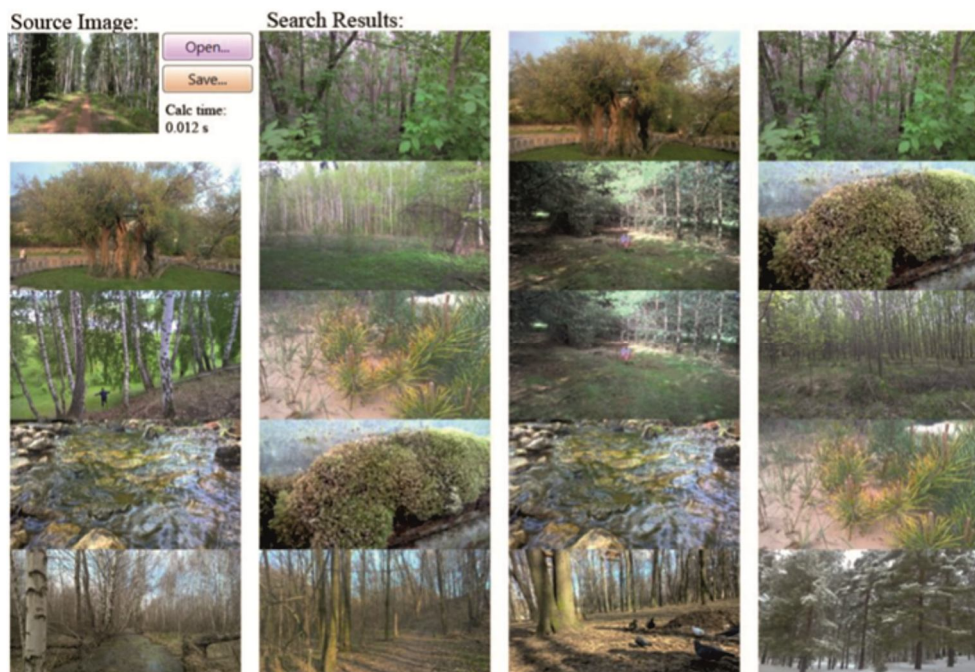 Source Image:
Search Results:
Open...
Save...
Calc time:
0.012 s